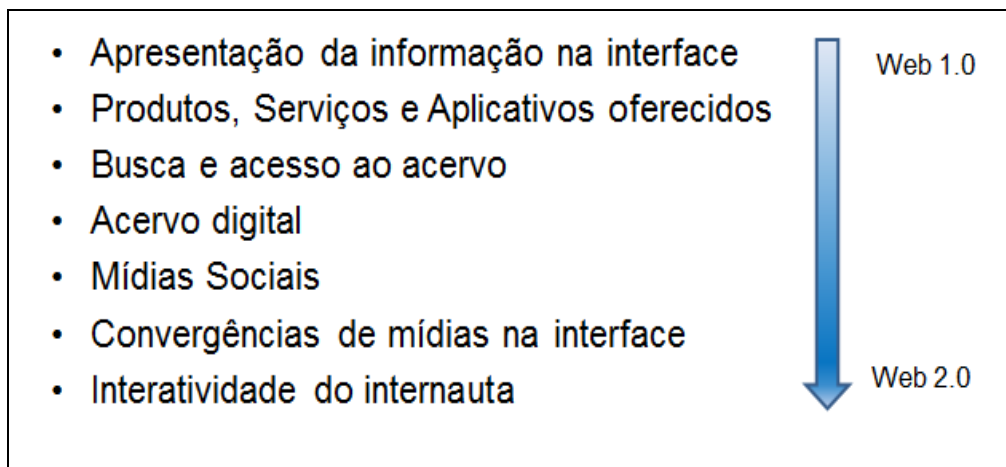 • Apresentação da informação na interface
Web 1.0
• Produtos, Serviços e Aplicativos oferecidos
• Busca e acesso ao acervo
• Acervo digital
• Mídias Sociais
• Convergências de mídias na interface
• Interatividade do internauta
Web 2.0